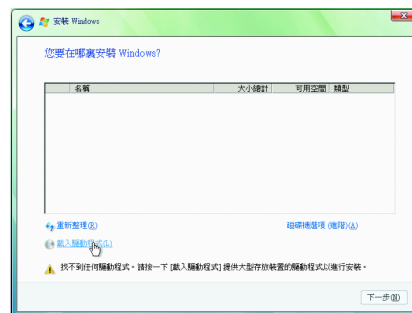 安裝 Windows
您要在哪裏安裝 Windows?
名稱 大小總計 可用空間 類型
重新整理(R) 磁碟機選項 (進階)(A)
載入驅動程式(L)
找不到任何驅動程式。請按一下 [載入驅動程式] 提供大型存放裝置的驅動程式以進行安裝。
下一步(N)